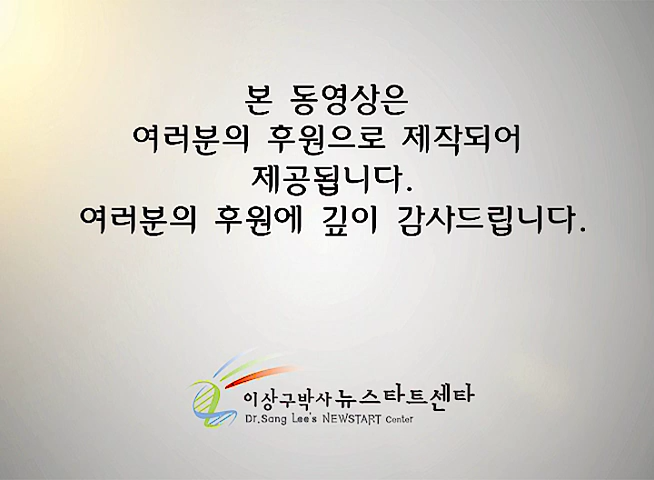 본 동영상은
여러분의 후원으로 제작되어
제공됩니다.
여러분의 후원에 깊이 감사드립니다.
이상구박사 뉴스타트센타
Dr.Sang Lee's NEWSTART Center